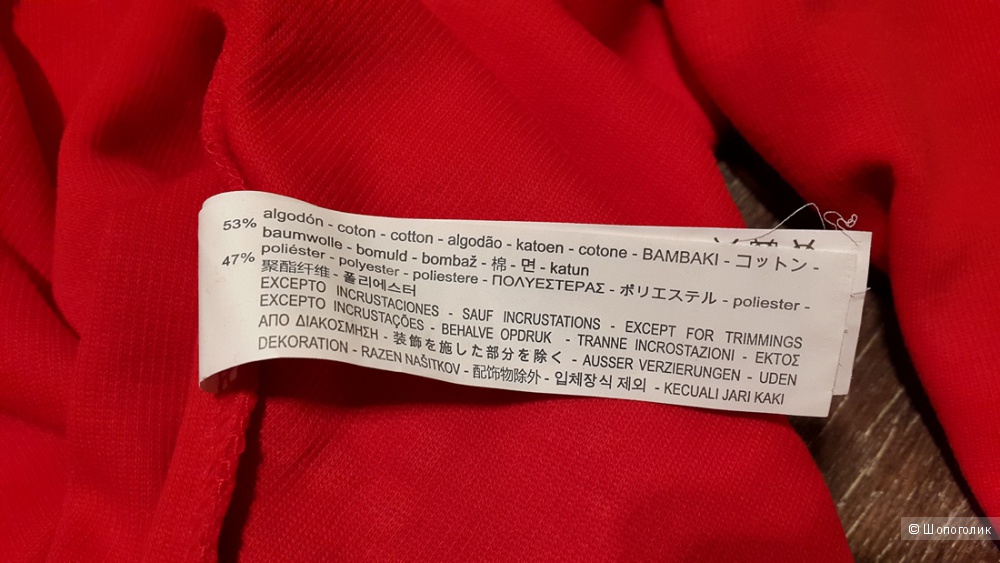 53% algodón - coton - cotton - algodão - katoen - cotone - BAMBAKI - コットン -
baumwolle - bomuld - bombaž - 棉 - 면 - katun
47% poliéster - polyester - poliestere - ΠΟΛΥΕΣΤΕΡΑΣ - ポリエステル - poliester -
聚酯纤维 - 폴리에스터
EXCEPTO INCRUSTACIONES - SAUF INCRUSTATIONS - EXCEPT FOR TRIMMINGS
EXCEPTO INCRUSTAÇÕES - BEHALVE OPDRUK - TRANNE INCROSTAZIONI - ΕΚΤΟΣ
ΑΠΟ ΔΙΑΚΟΣΜΗΣΗ - 装飾を施した部分を除く - AUSSER VERZIERUNGEN - UDEN
DEKORATION - RAZEN NAŠITKOV - 配饰物除外 - 입체장식 제외 - KECUALI JARI KAKI
© Шопоголик